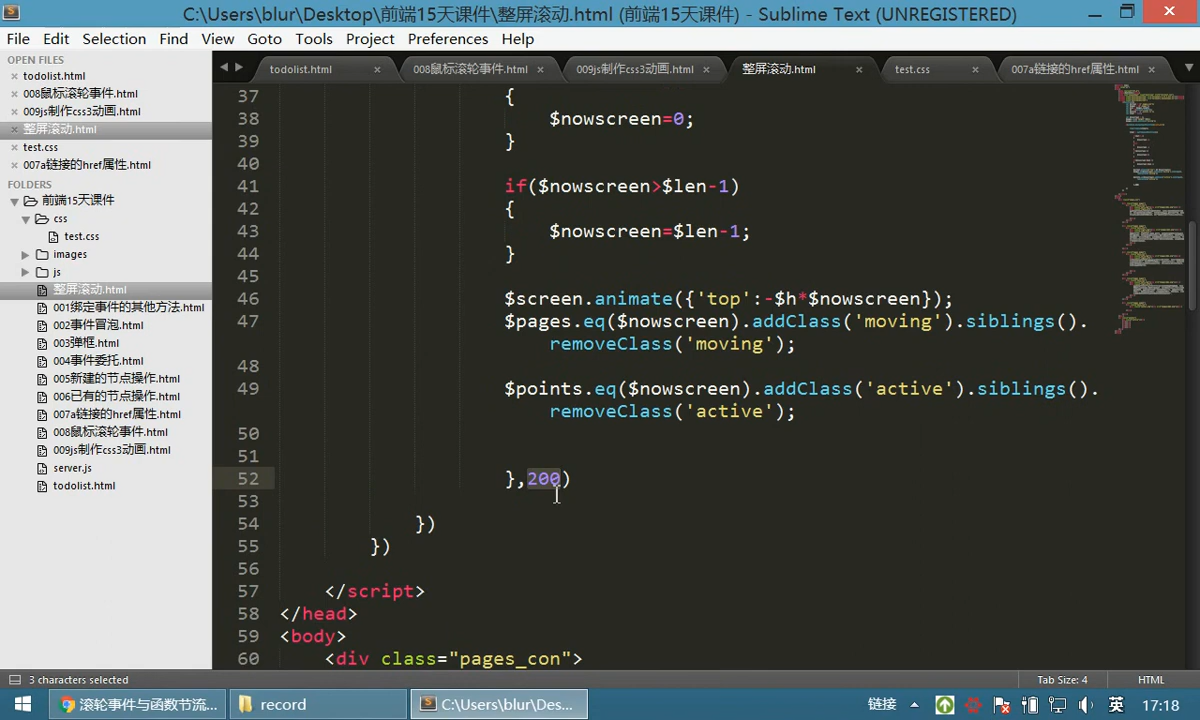 C:\Users\blur\Desktop\前端15天课件\整屏滚动.html (前端15天课件) - Sublime Text (UNREGISTERED)
File Edit Selection Find View Goto Tools Project Preferences Help
OPEN FILES
todolist.html
008鼠标滚轮事件.html
009js制作css3动画.html
整屏滚动.html
test.css
007a链接的href属性.html
FOLDERS
前端15天课件
css
test.css
images
js
整屏滚动.html
001绑定事件的其他方法.html
002事件冒泡.html
003弹框.html
004事件委托.html
005新建的节点操作.html
006已有的节点操作.html
007a链接的href属性.html
008鼠标滚轮事件.html
009js制作css3动画.html
server.js
todolist.html
todolist.html 008鼠标滚轮事件.html 009js制作css3动画.html 整屏滚动.html test.css 007a链接的href属性.html
37 {
38 $nowscreen=0;
39 }
40
41 if($nowscreen>$len-1)
42 {
43 $nowscreen=$len-1;
44 }
45
46 $screen.animate({'top':-$h*$nowscreen});
47 $pages.eq($nowscreen).addClass('moving').siblings().
removeClass('moving');
48
49 $points.eq($nowscreen).addClass('active').siblings().
removeClass('active');
50
51
52 },200)
53
54 })
55 })
56
57 </script>
58 </head>
59 <body>
60 <div class="pages_con">
3 characters selected Tab Size: 4 HTML
滚轮事件与函数节流... record C:\Users\blur\Des... 链接 英 17:18